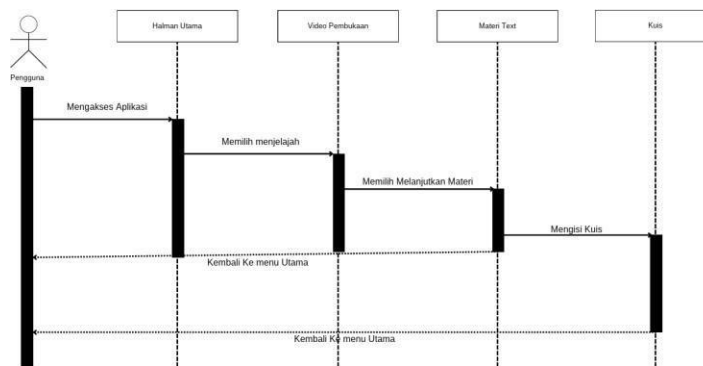 Halman Utama
Video Pembukaan
Materi Text
Kuis
Pengguna
Mengakses Aplikasi
Memilih menjelajah
Memilih Melanjutkan Materi
Mengisi Kuis
Kembali Ke menu Utama
Kembali Ke menu Utama